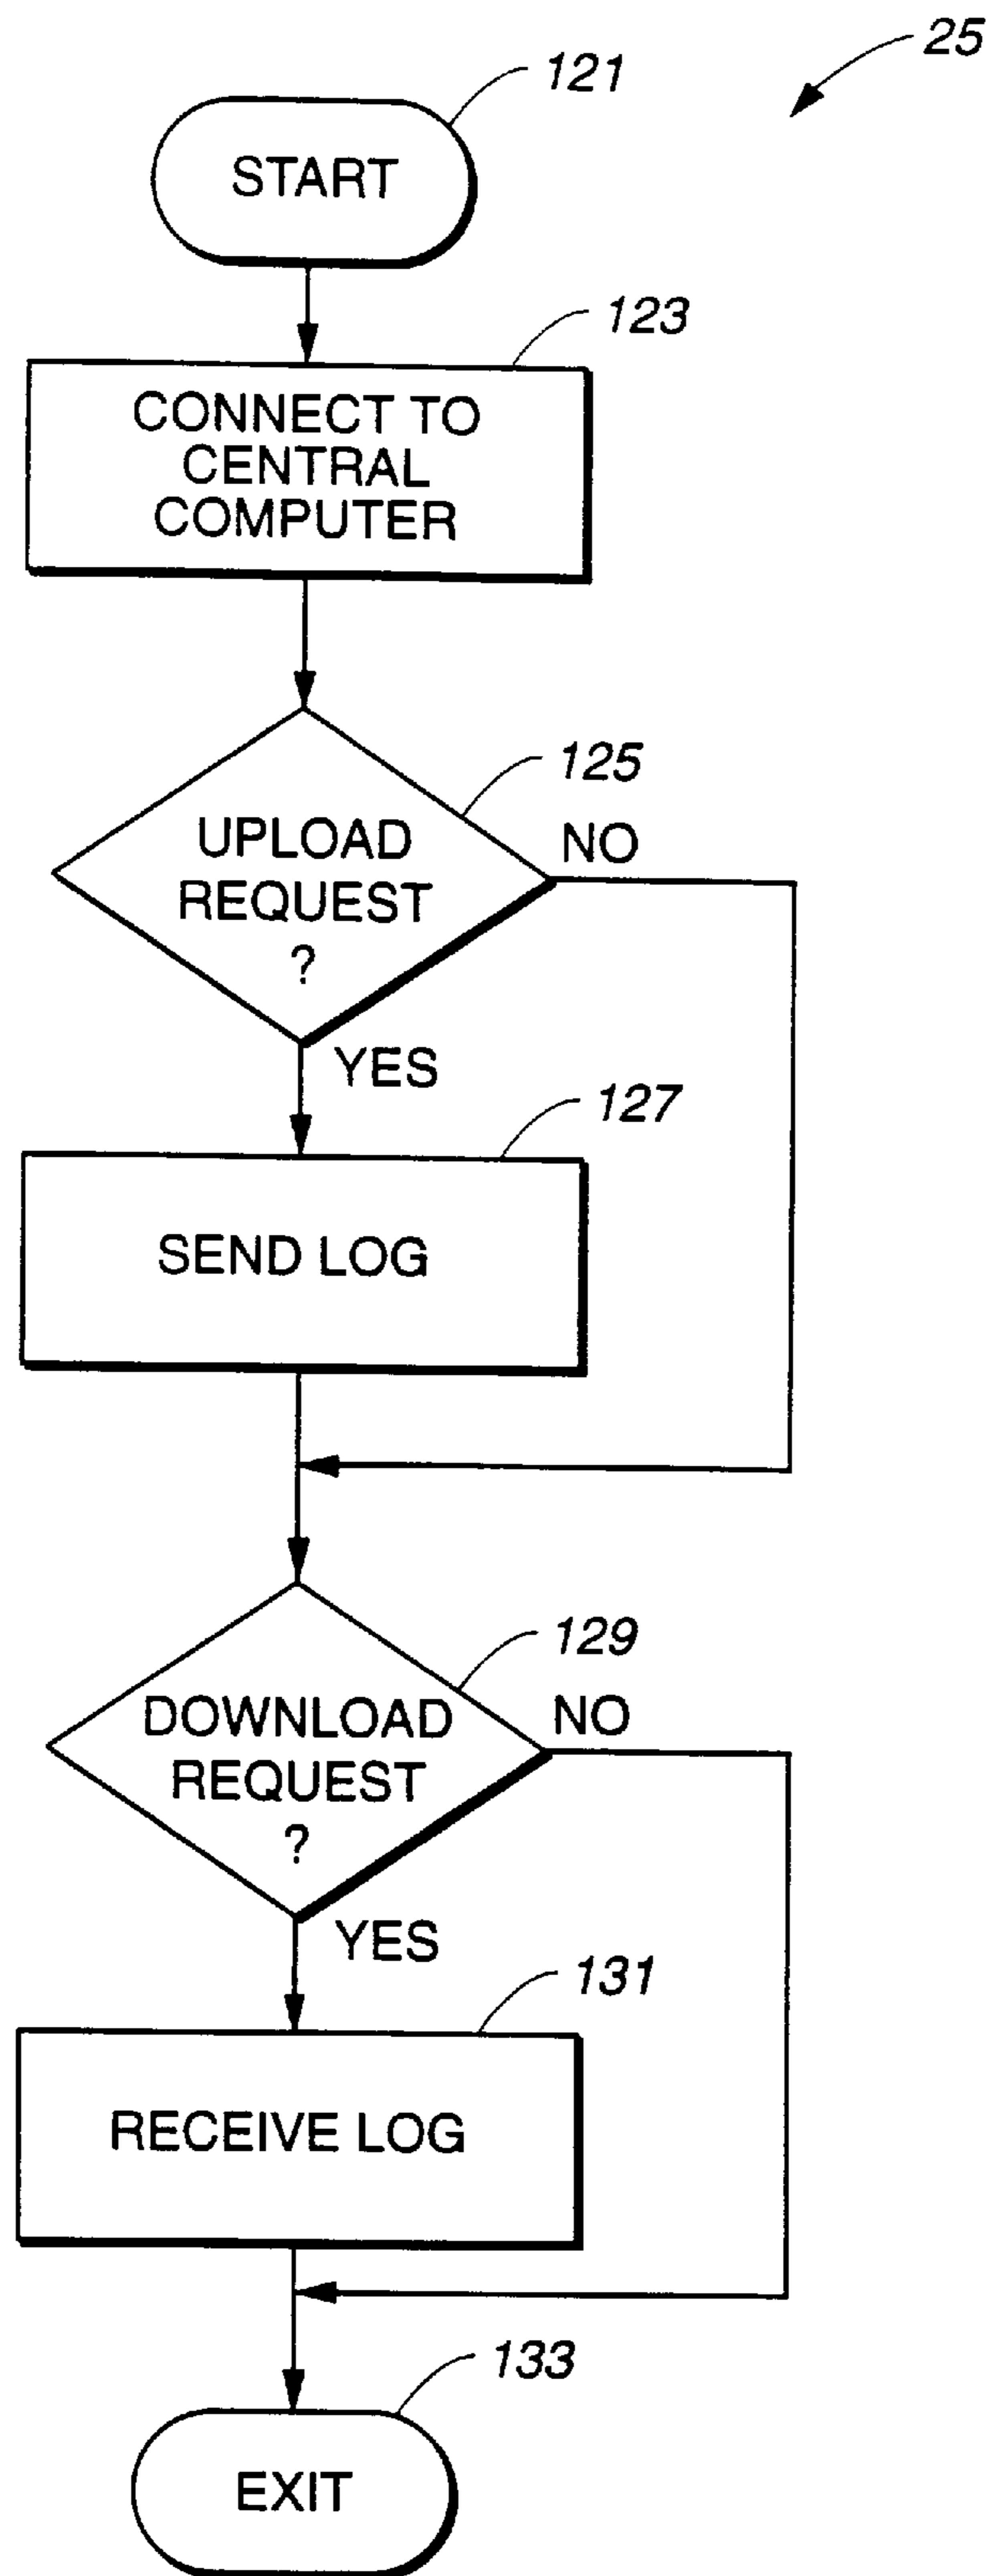 25
121
START
123
CONNECT TO
CENTRAL
COMPUTER
125
UPLOAD
REQUEST
?
NO
YES
127
SEND LOG
129
DOWNLOAD
REQUEST
?
NO
YES
131
RECEIVE LOG
133
EXIT